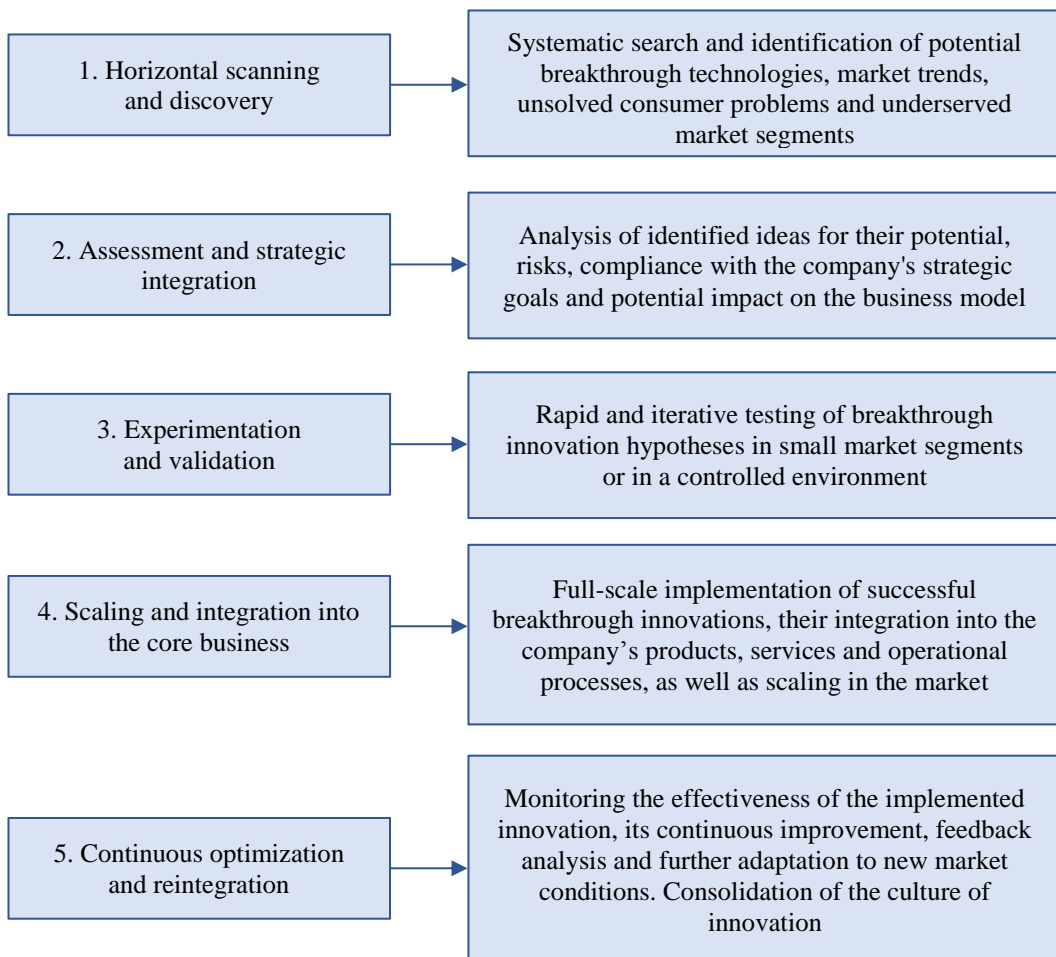 1. Horizontal scanning
and discovery
Systematic search and identification of potential
breakthrough technologies, market trends,
unsolved consumer problems and underserved
market segments
2. Assessment and strategic
integration
Analysis of identified ideas for their potential,
risks, compliance with the company's strategic
goals and potential impact on the business model
3. Experimentation
and validation
Rapid and iterative testing of breakthrough
innovation hypotheses in small market segments
or in a controlled environment
4. Scaling and integration into
the core business
Full-scale implementation of successful
breakthrough innovations, their integration into the
company’s products, services and operational
processes, as well as scaling in the market
5. Continuous optimization
and reintegration
Monitoring the effectiveness of the implemented
innovation, its continuous improvement, feedback
analysis and further adaptation to new market
conditions. Consolidation of the culture of
innovation